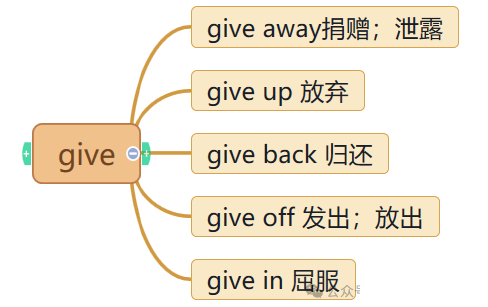 give
give away捐赠；泄露
give up 放弃
give back 归还
give off 发出；放出
give in 屈服